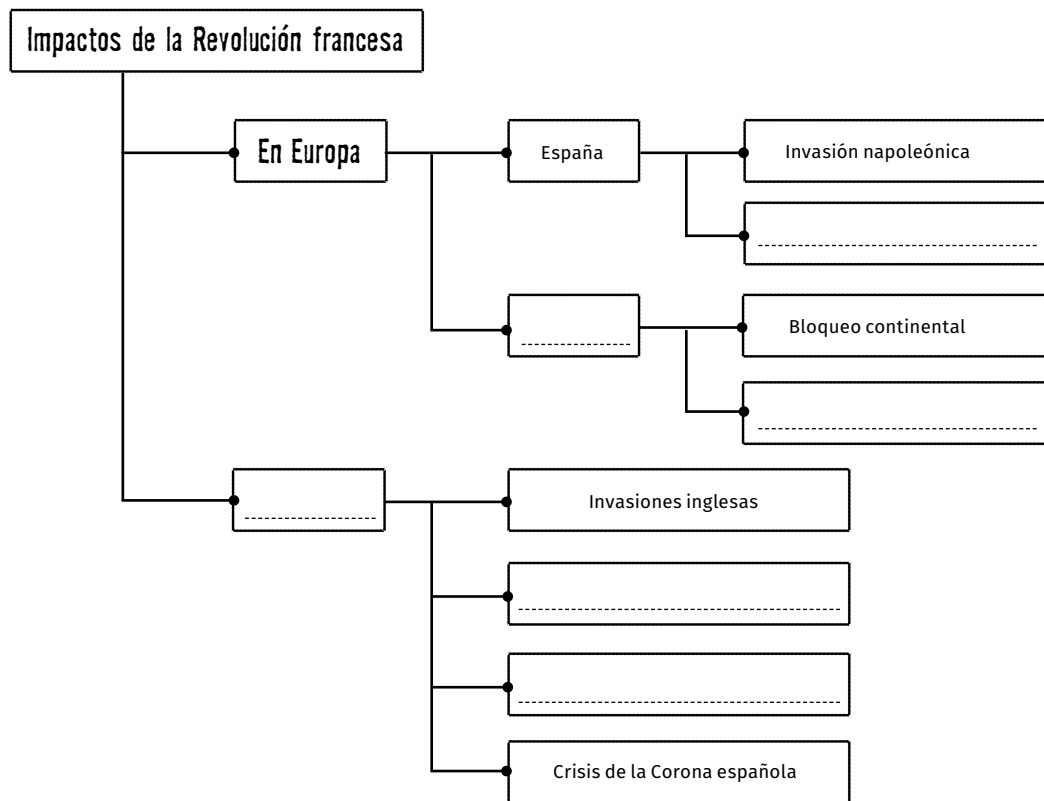 Impactos de la Revolución francesa
En Europa
España
Invasión napoleónica
Bloqueo continental
Invasiones inglesas
Crisis de la Corona española